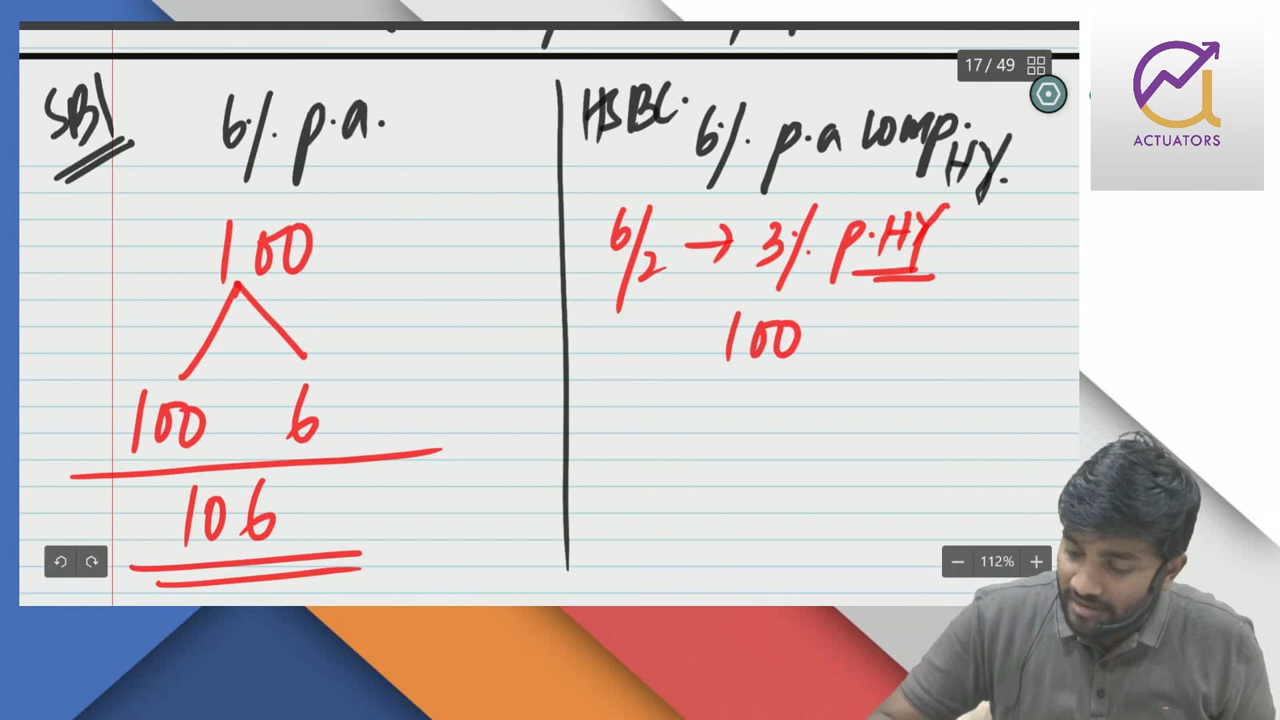 17 / 49
ACTUATORS
SBI
6% p.a.
100
100 6
106
HSBC.
6% p.a comp. HY.
6/2 → 3% p.HY
100
112%